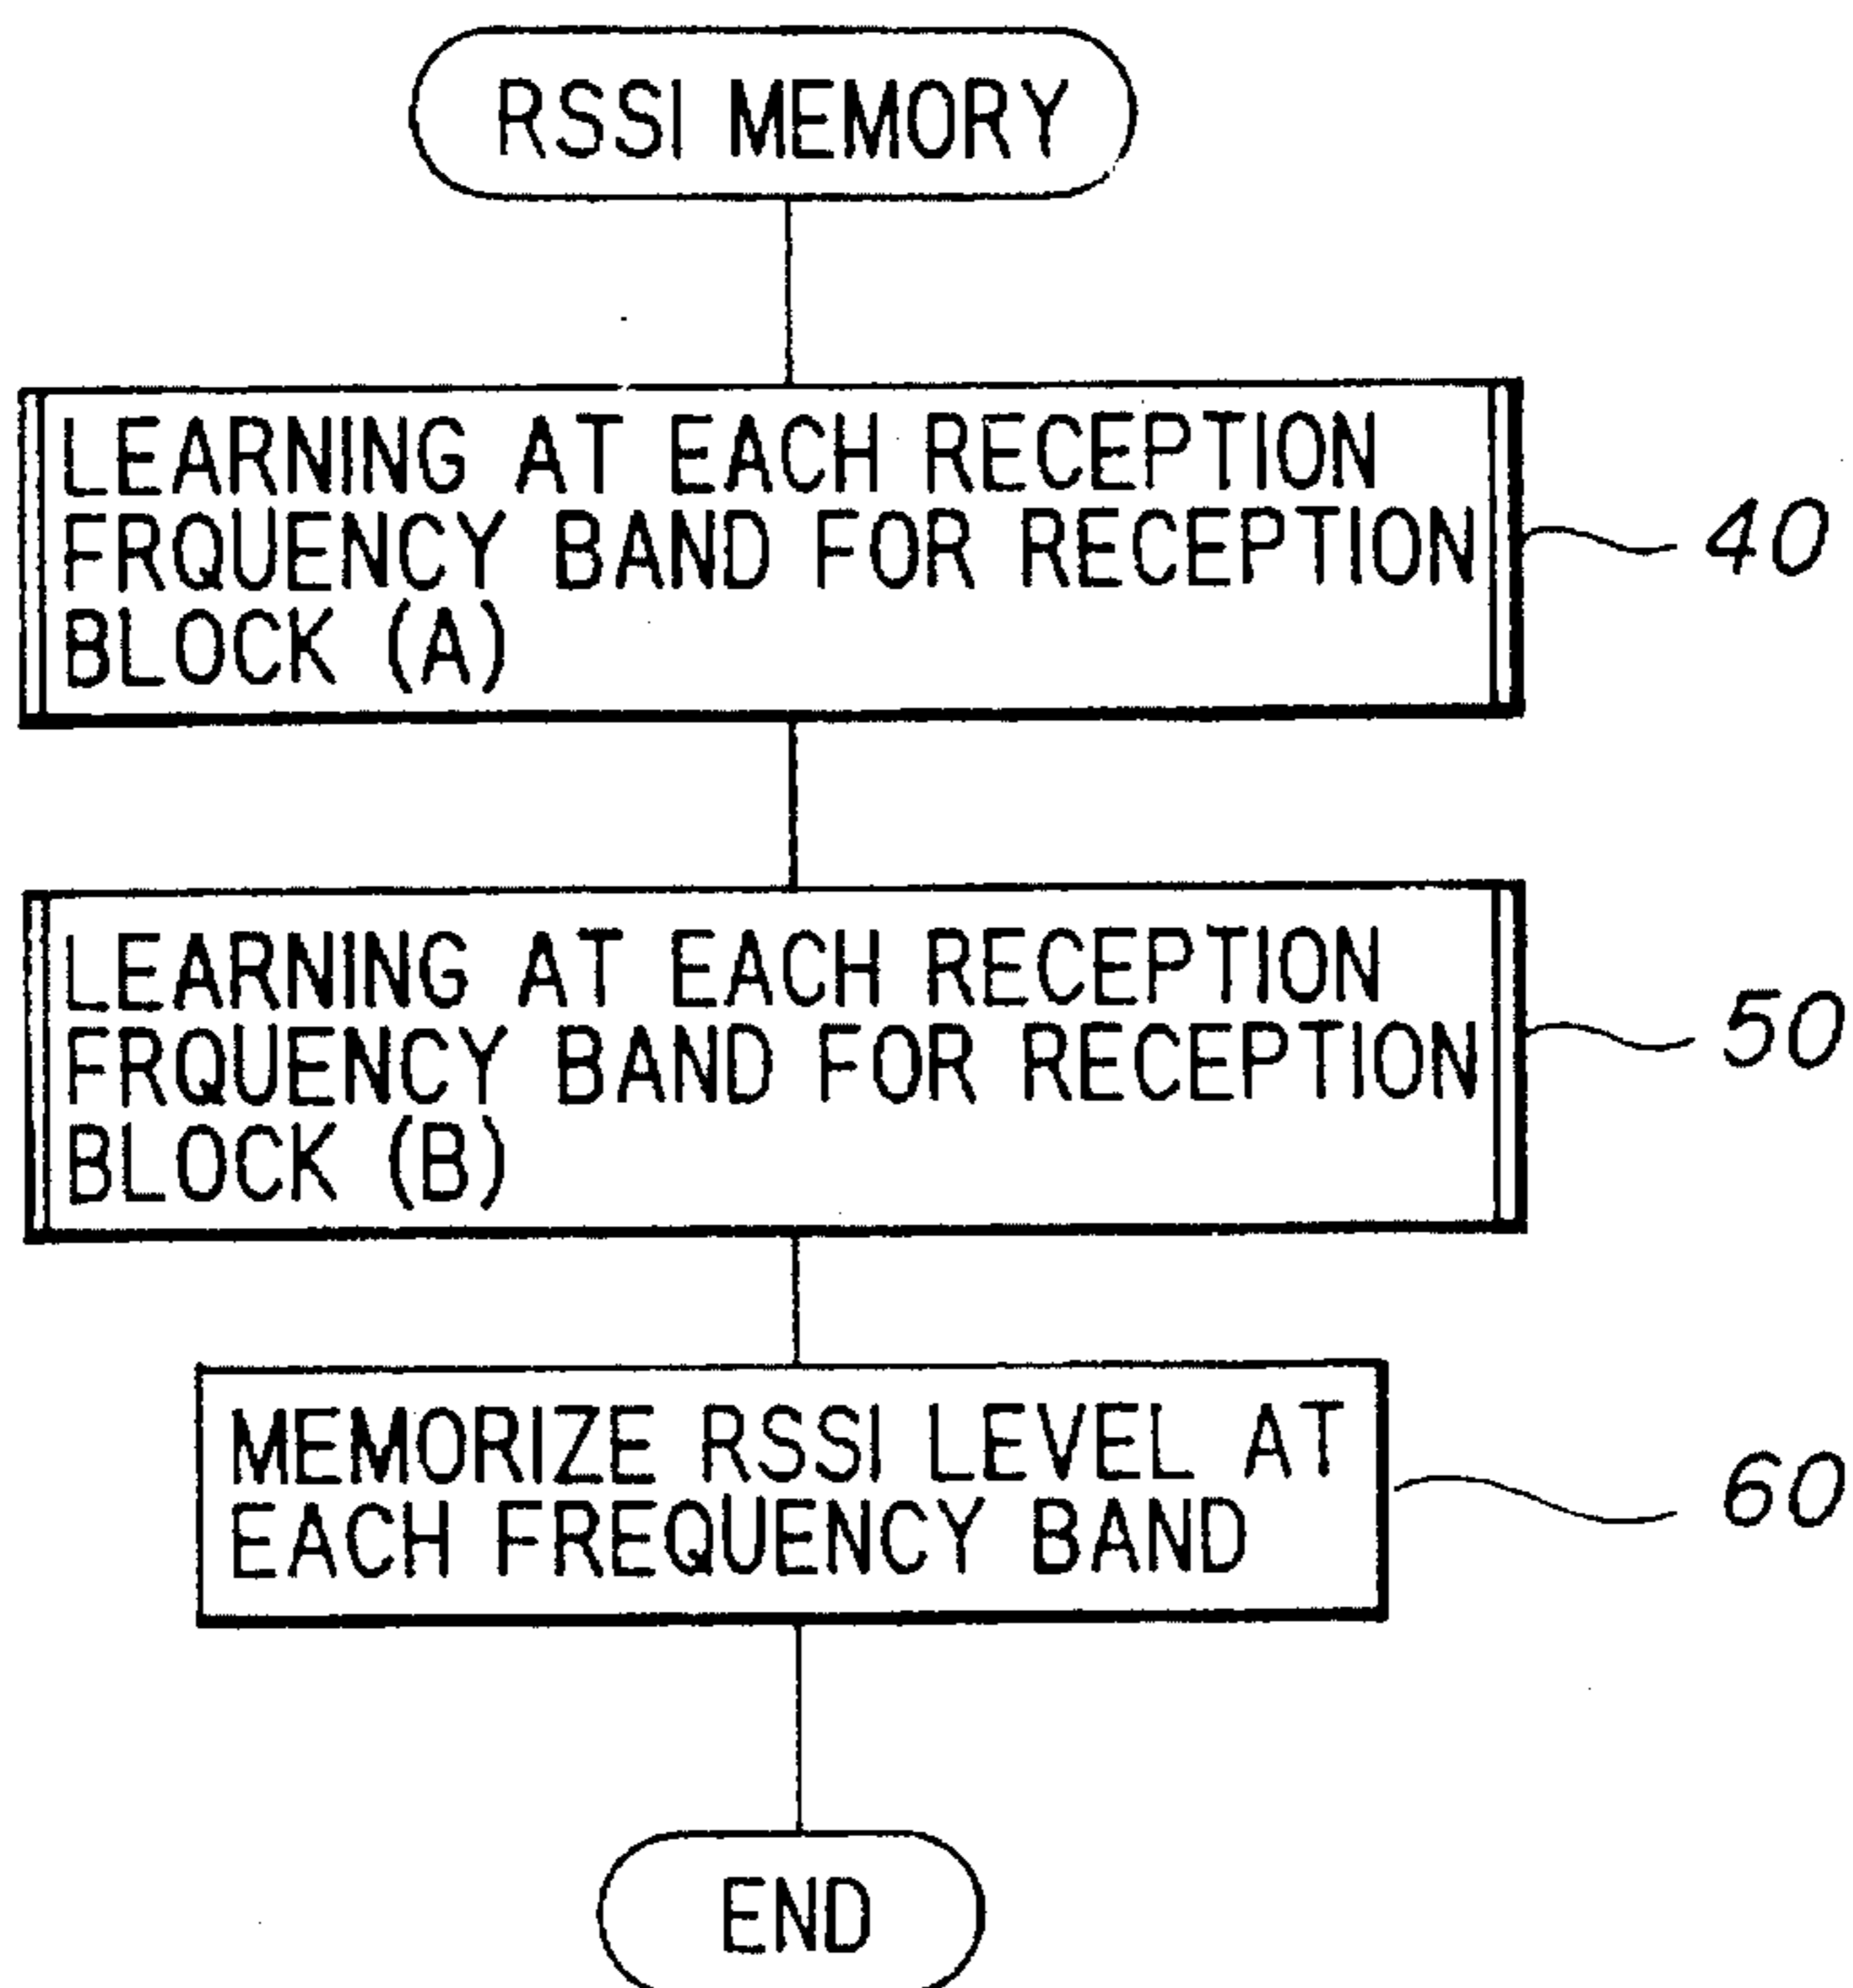 RSSI MEMORY
LEARNING AT EACH RECEPTION
FRQUENCY BAND FOR RECEPTION
BLOCK (A)
40
LEARNING AT EACH RECEPTION
FRQUENCY BAND FOR RECEPTION
BLOCK (B)
50
MEMORIZE RSSI LEVEL AT
EACH FREQUENCY BAND
60
END